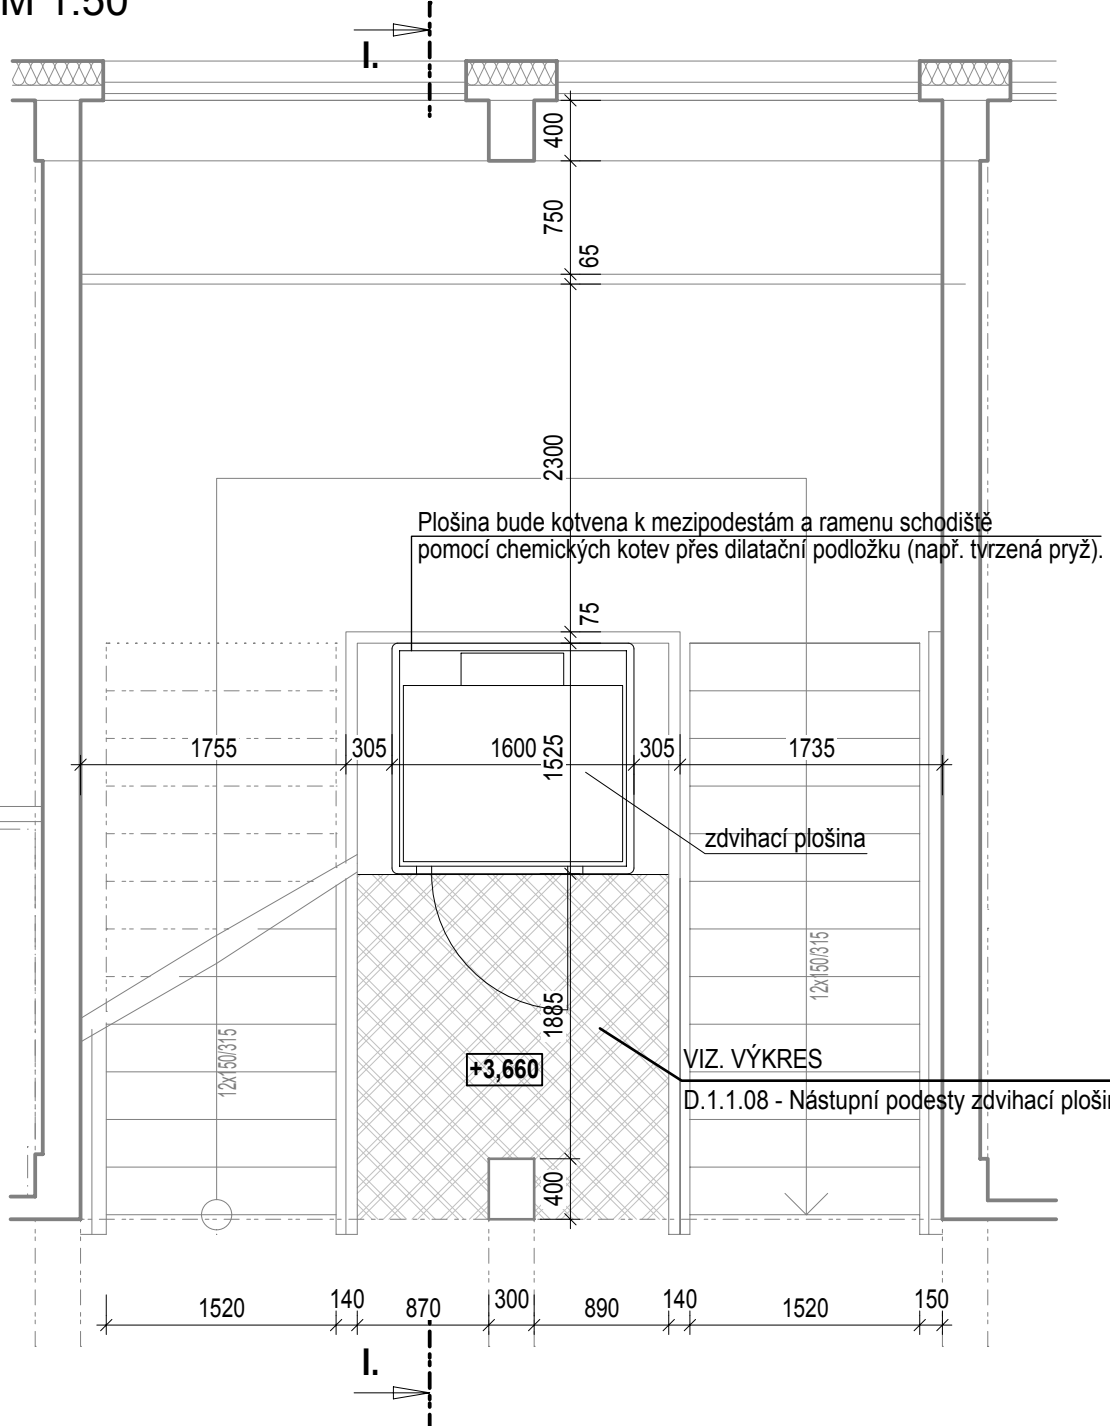 M 1:50
I.
400
750
65
2300
Plošina bude kotvena k mezipodestám a ramenu schodiště
pomocí chemických kotev přes dilatační podložku (např. tvrzená pryž).
75
1755
305
1600
1525
305
1735
zdvihací plošina
12x150/315
12x150/315
1885
+3,660
VIZ. VÝKRES
D.1.1.08 - Nástupní podesty zdvihací plošin
400
1520
140
870
300
890
140
1520
150
I.